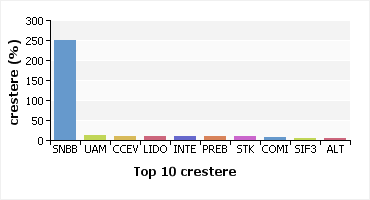 300
250
200
150
100
50
0
crestere (%)
SNBB UAM CCEV LIDO INTE PREB STK COMI SIF3 ALT
Top 10 crestere